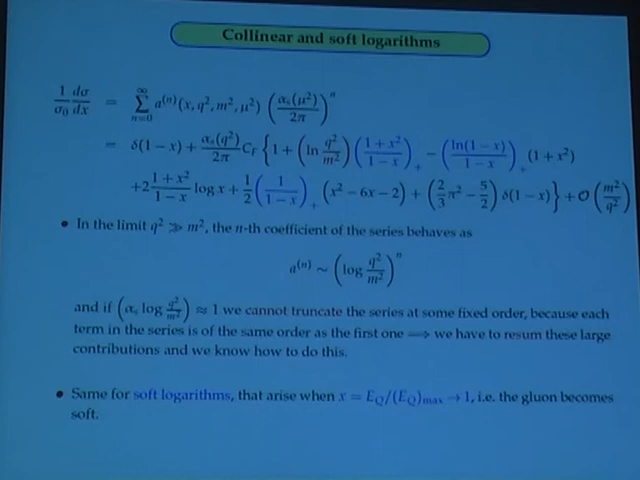 Collinear and soft logarithms
1/σ₀ dσ/dx = ∑_{n=0}^{∞} a⁽ⁿ⁾(x, q², m², μ²) (αₛ(μ²)/2π)ⁿ
= δ(1 − x) + αₛ(q²)/2π C_F { 1 + (ln q²/m²) ((1 + x²)/(1 − x))₊ − (ln(1 − x)/(1 − x))₊ (1 + x²)
+2 (1 + x²)/(1 − x) log x + 1/2 (1/(1 − x))₊ (x² − 6x − 2) + (2/3 π² − 5/2) δ(1 − x) } + O(m²/q²)
• In the limit q² ≫ m², the n-th coefficient of the series behaves as
a⁽ⁿ⁾ ∼ (log q²/m²)ⁿ
and if (αₛ log q²/m²) ≈ 1 we cannot truncate the series at some fixed order, because each
term in the series is of the same order as the first one ⟹ we have to resum these large
contributions and we know how to do this.
• Same for soft logarithms, that arise when x = E_Q/(E_Q)_max → 1, i.e. the gluon becomes
soft.